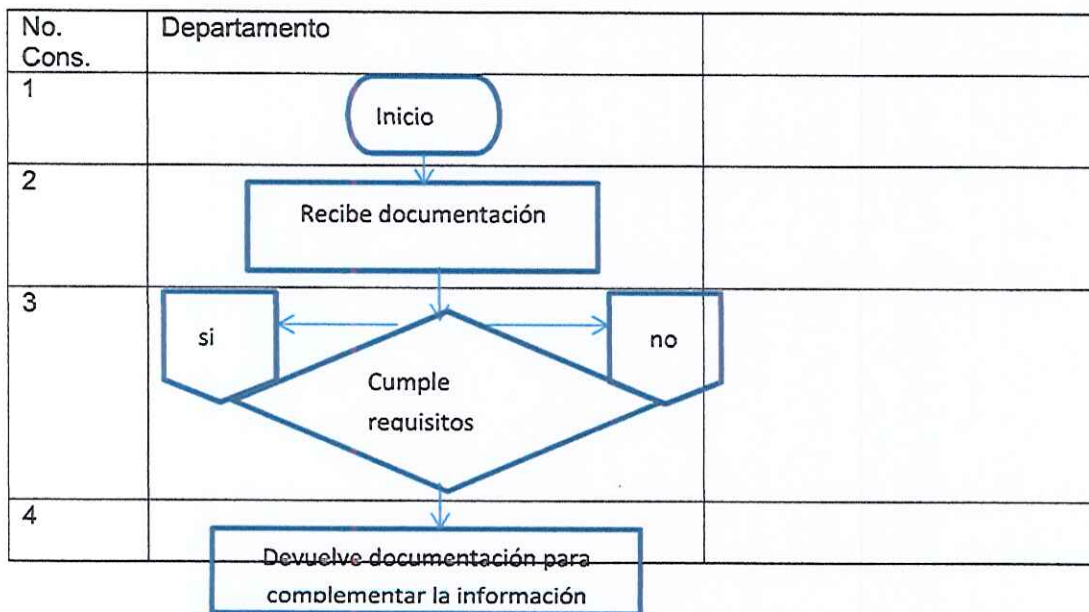 No.
Cons.
Departamento
1
Inicio
2
Recibe documentación
3
si
no
Cumple
requisitos
4
Devuelve documentación para
complementar la información